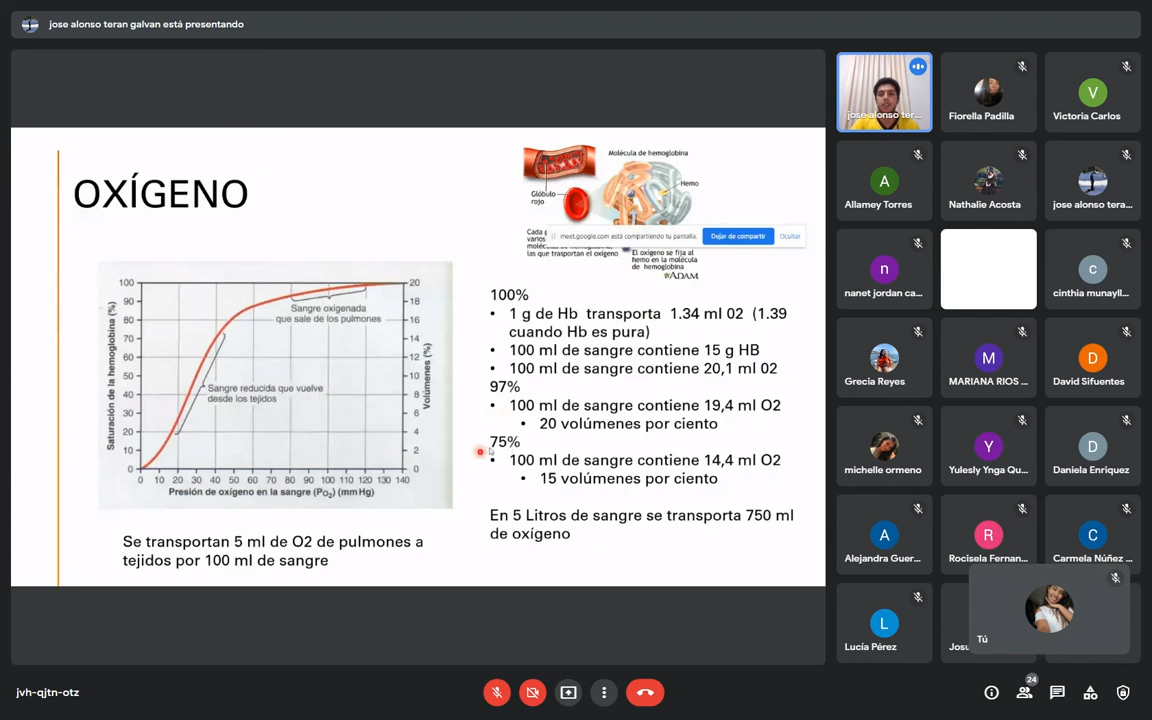 jose alonso teran galvan está presentando
OXÍGENO
Molécula de hemoglobina
Hemo
Glóbulo
rojo
meet.google.com está compartiendo tu pantalla.
Dejar de compartir
Ocultar
Cada
varios
las que trasportan el oxígeno
El oxígeno se fija al
hemo en la molécula
de hemoglobina
ADAM
Saturación de la hemoglobina (%)
100
90
80
70
60
50
40
30
20
10
0
Sangre oxigenada
que sale de los pulmones
Sangre reducida que vuelve
desde los tejidos
20
18
16
14
12
10
8
6
4
2
0
Volúmenes (%)
0 10 20 30 40 50 60 70 80 90 100 110 120 130 140
Presión de oxígeno en la sangre (PO2) (mm Hg)
Se transportan 5 ml de O2 de pulmones a
tejidos por 100 ml de sangre
100%
• 1 g de Hb transporta 1.34 ml 02 (1.39
cuando Hb es pura)
• 100 ml de sangre contiene 15 g HB
• 100 ml de sangre contiene 20,1 ml 02
97%
• 100 ml de sangre contiene 19,4 ml O2
• 20 volúmenes por ciento
75%
• 100 ml de sangre contiene 14,4 ml O2
• 15 volúmenes por ciento
En 5 Litros de sangre se transporta 750 ml
de oxígeno
jose alonso ter...
Fiorella Padilla
V
Victoria Carlos
A
Allamey Torres
Nathalie Acosta
jose alonso tera...
n
nanet jordan ca...
c
cinthia munayll...
Grecia Reyes
M
MARIANA RIOS ...
D
David Sifuentes
michelle ormeno
Y
Yulesly Ynga Qu...
D
Daniela Enriquez
A
Alejandra Guer...
R
Rocisela Fernan...
C
Carmela Núñez ...
L
Lucía Pérez
Josu
Tú
jvh-qjtn-otz
24